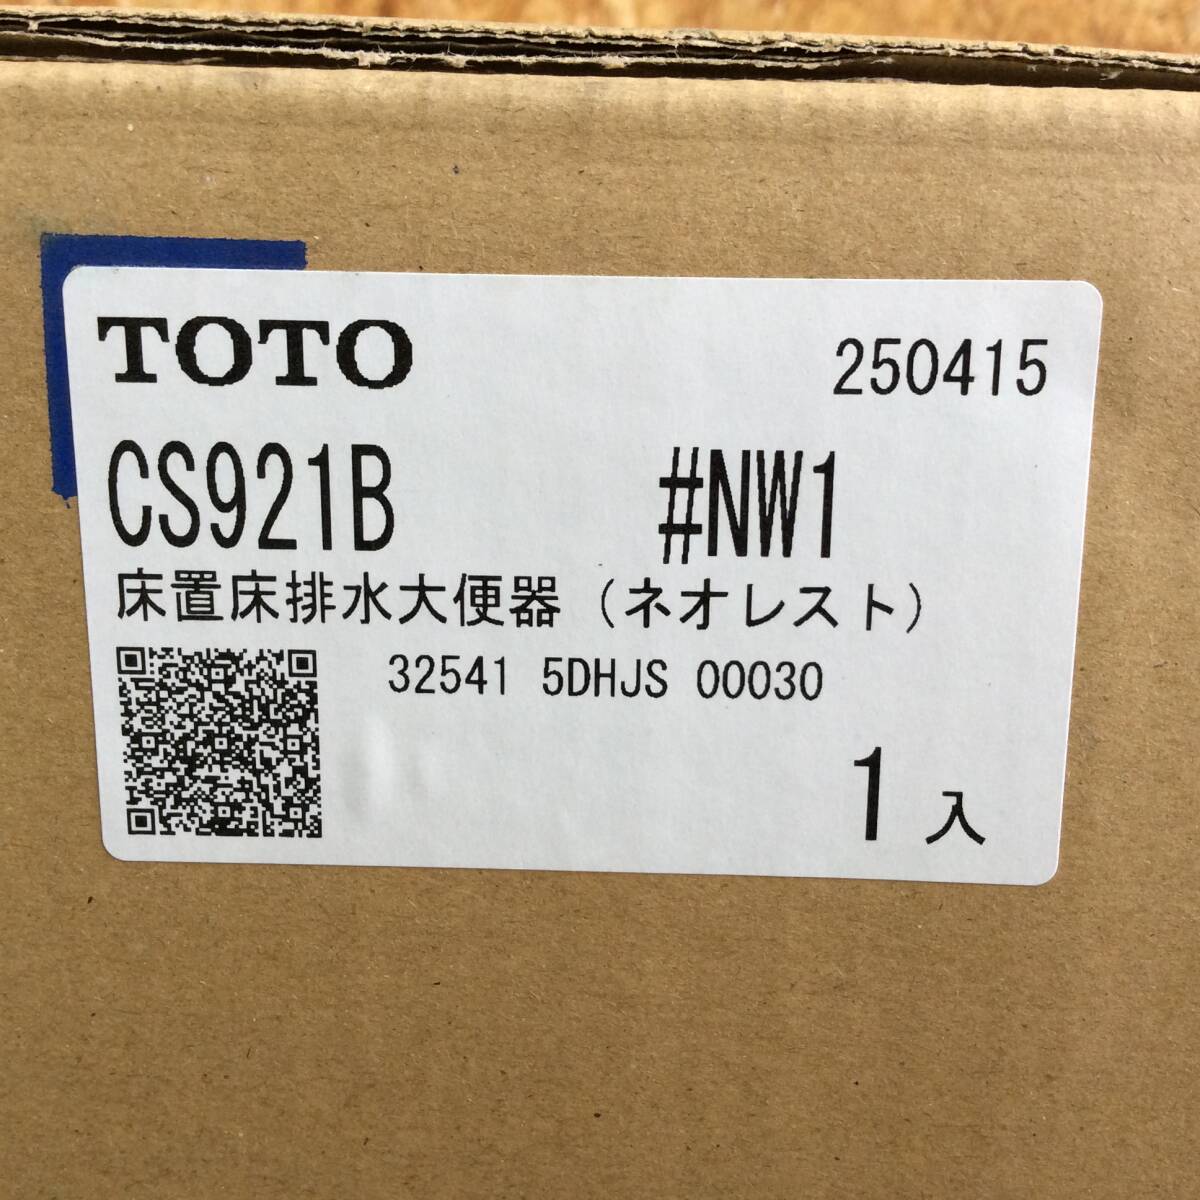 TOTO 250415
CS921B #NW1
床置床排水大便器（ネオレスト）
32541 5DHJS 00030
1入